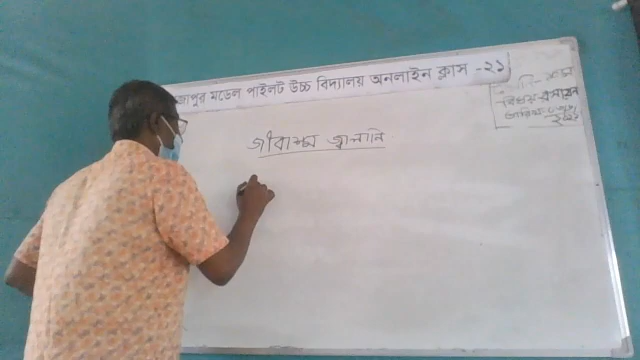 জাপুর মডেল পাইলট উচ্চ বিদ্যালয় অনলাইন ক্লাস -২১
বিষয়ঃ রসায়ন
জীবাশ্ম জ্বালানি